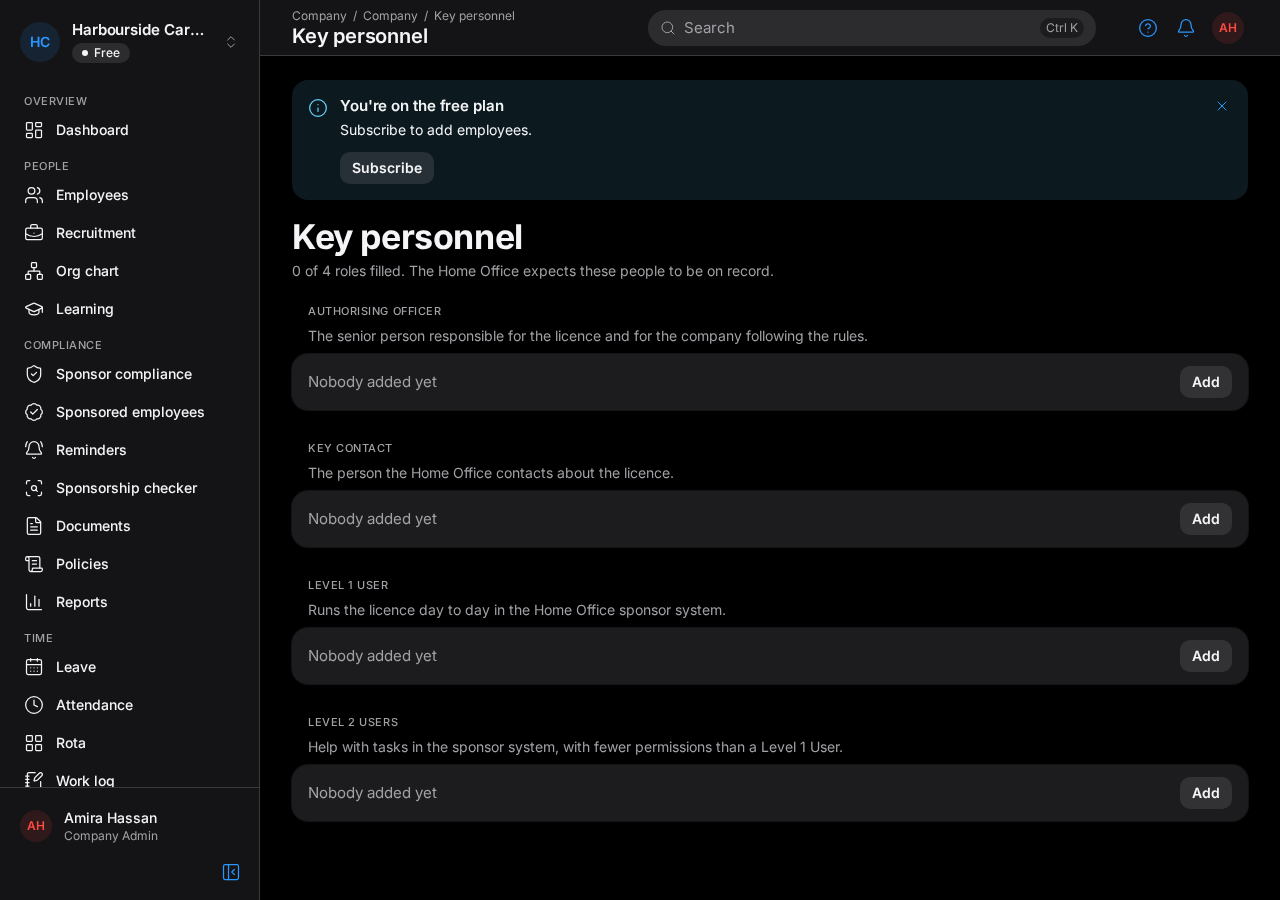 HC
Harbourside Car...
Free
OVERVIEW
Dashboard
PEOPLE
Employees
Recruitment
Org chart
Learning
COMPLIANCE
Sponsor compliance
Sponsored employees
Reminders
Sponsorship checker
Documents
Policies
Reports
TIME
Leave
Attendance
Rota
Work log
AH
Amira Hassan
Company Admin
Company / Company / Key personnel
Key personnel
Search
Ctrl K
AH
You're on the free plan
Subscribe to add employees.
Subscribe
Key personnel
0 of 4 roles filled. The Home Office expects these people to be on record.
AUTHORISING OFFICER
The senior person responsible for the licence and for the company following the rules.
Nobody added yet
Add
KEY CONTACT
The person the Home Office contacts about the licence.
Nobody added yet
Add
LEVEL 1 USER
Runs the licence day to day in the Home Office sponsor system.
Nobody added yet
Add
LEVEL 2 USERS
Help with tasks in the sponsor system, with fewer permissions than a Level 1 User.
Nobody added yet
Add